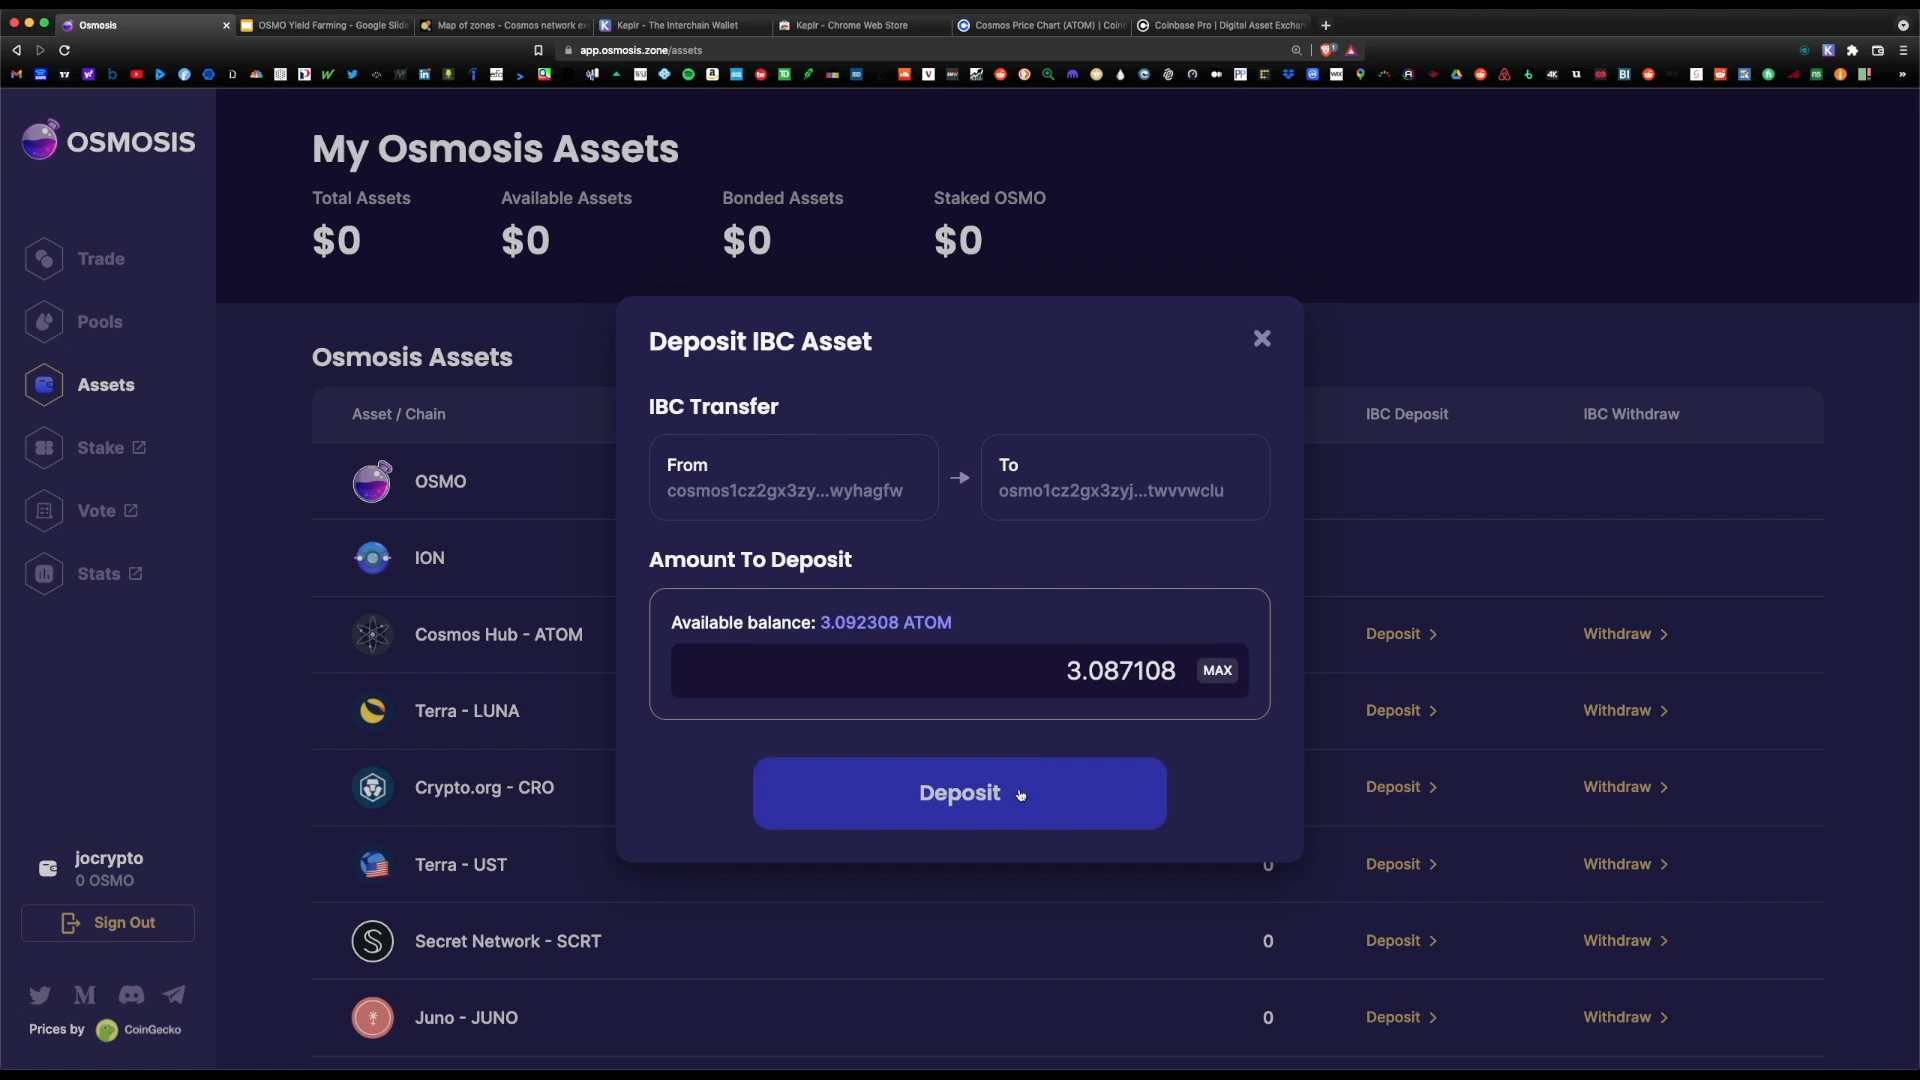 Osmosis
OSMO Yield Farming - Google Slide
Map of zones - Cosmos network ex
Keplr - The Interchain Wallet
Keplr - Chrome Web Store
Cosmos Price Chart (ATOM) | Coin
Coinbase Pro | Digital Asset Exchan
app.osmosis.zone/assets
OSMOSIS
Trade
Pools
Assets
Stake
Vote
Stats
jocrypto
0 OSMO
Sign Out
Prices by CoinGecko
My Osmosis Assets
Total Assets
Available Assets
Bonded Assets
Staked OSMO
$0
$0
$0
$0
Osmosis Assets
Asset / Chain
IBC Deposit
IBC Withdraw
OSMO
ION
Cosmos Hub - ATOM
Deposit
Withdraw
Terra - LUNA
Deposit
Withdraw
Crypto.org - CRO
Deposit
Withdraw
Terra - UST
0
Deposit
Withdraw
Secret Network - SCRT
0
Deposit
Withdraw
Juno - JUNO
0
Deposit
Withdraw
Deposit IBC Asset
IBC Transfer
From
cosmos1cz2gx3zy...wyhagfw
To
osmo1cz2gx3zyj...twvvwclu
Amount To Deposit
Available balance: 3.092308 ATOM
3.087108
MAX
Deposit